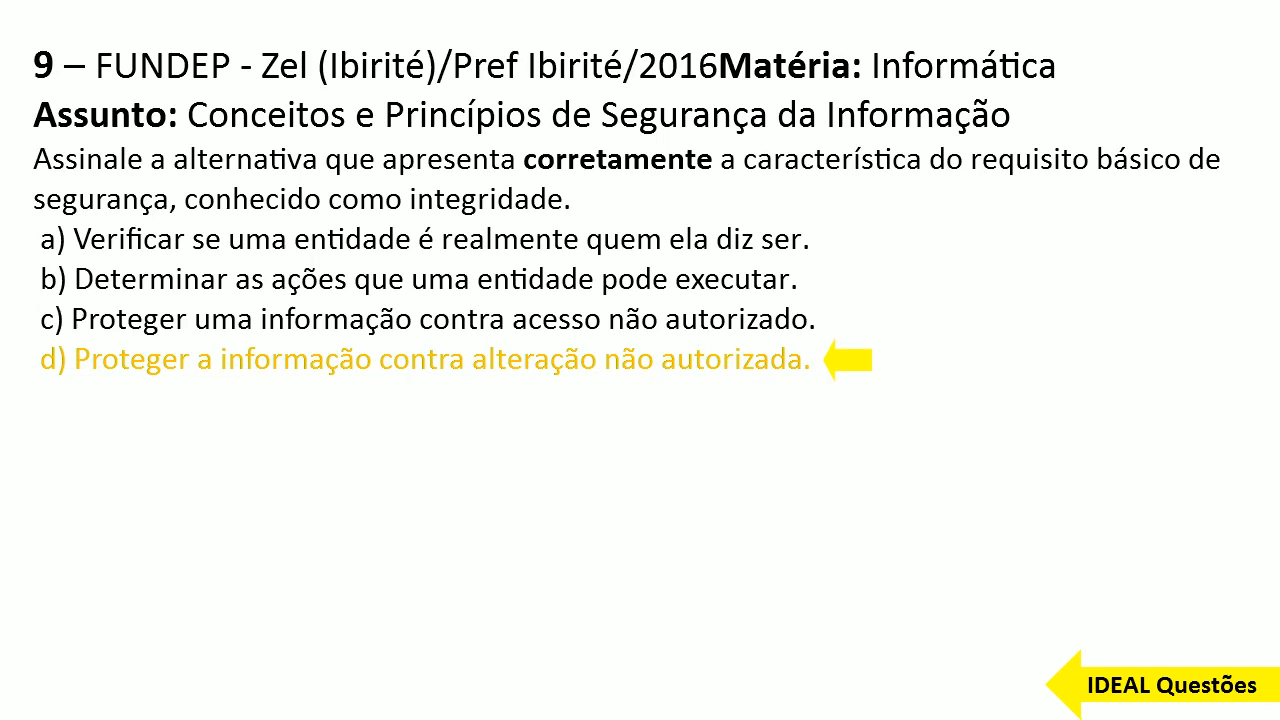 9 – FUNDEP - Zel (Ibirité)/Pref Ibirité/2016Matéria: Informática
Assunto: Conceitos e Princípios de Segurança da Informação
Assinale a alternativa que apresenta corretamente a característica do requisito básico de
segurança, conhecido como integridade.
a) Verificar se uma entidade é realmente quem ela diz ser.
b) Determinar as ações que uma entidade pode executar.
c) Proteger uma informação contra acesso não autorizado.
d) Proteger a informação contra alteração não autorizada.
IDEAL Questões